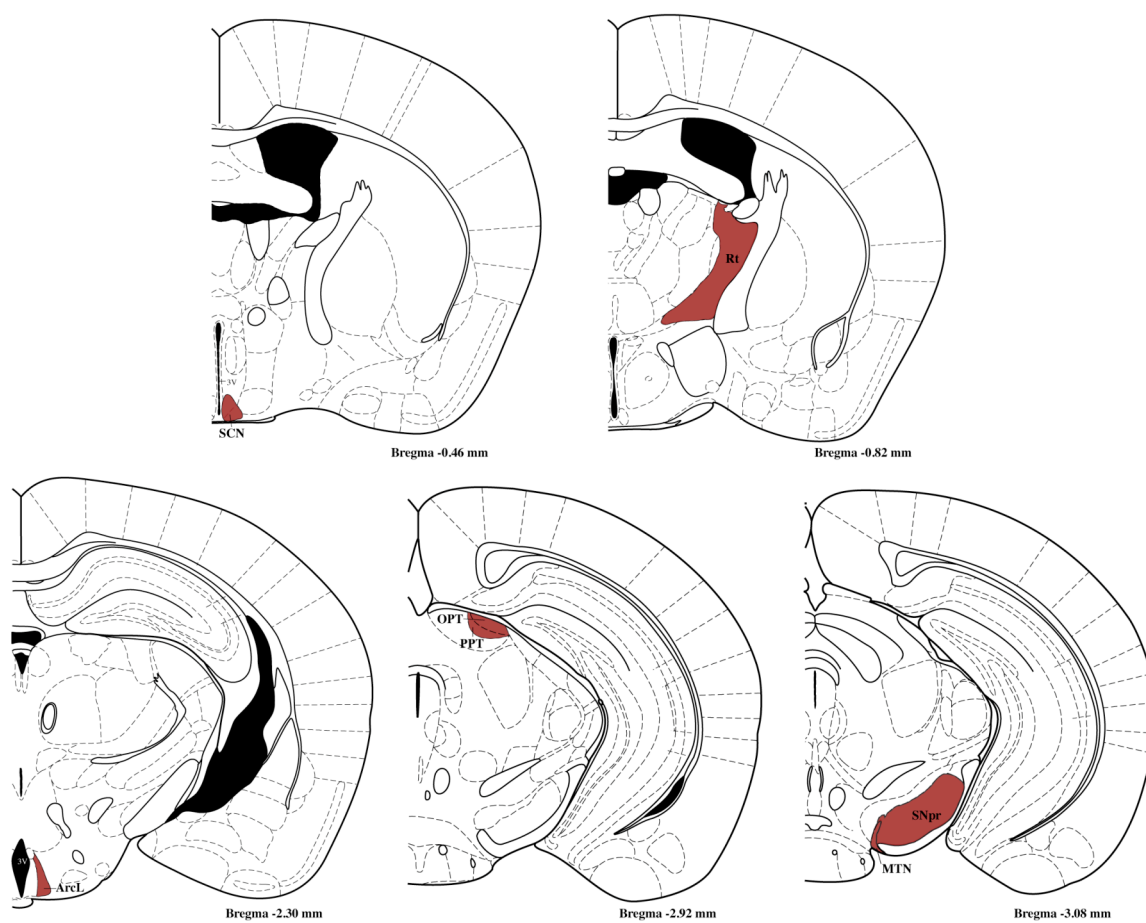 Rt
3V
SCN
Bregma -0.46 mm
Bregma -0.82 mm
OPT
PPT
SNpr
3V
ArcL
MTN
Bregma -2.30 mm
Bregma -2.92 mm
Bregma -3.08 mm